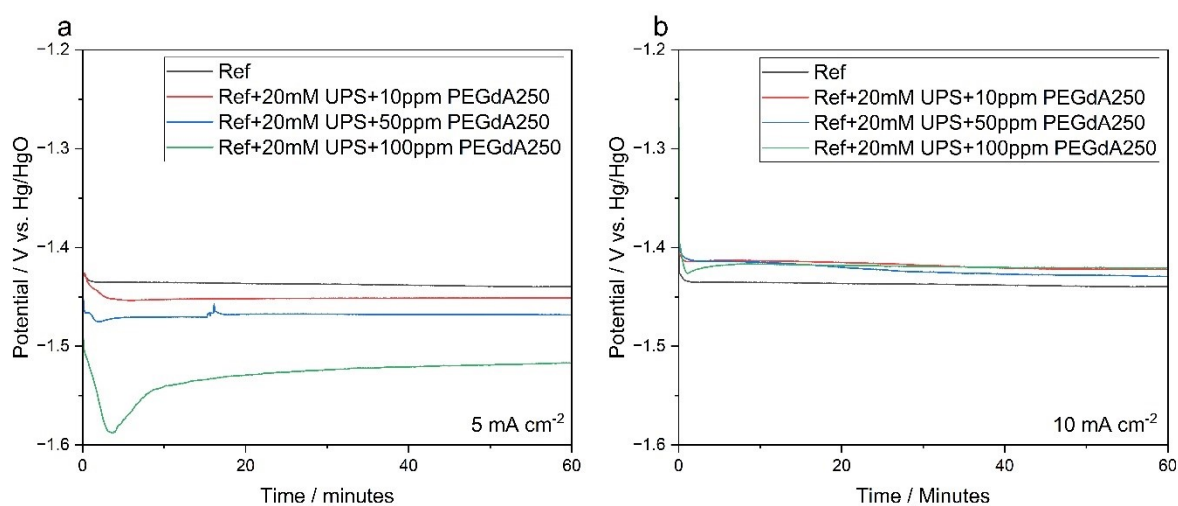 a
−1.2
−1.3
−1.4
−1.5
−1.6
Potential / V vs. Hg/HgO
Ref
Ref+20mM UPS+10ppm PEGdA250
Ref+20mM UPS+50ppm PEGdA250
Ref+20mM UPS+100ppm PEGdA250
5 mA cm⁻²
0
20
40
60
Time / minutes
b
−1.2
−1.3
−1.4
−1.5
−1.6
Potential / V vs. Hg/HgO
Ref
Ref+20mM UPS+10ppm PEGdA250
Ref+20mM UPS+50ppm PEGdA250
Ref+20mM UPS+100ppm PEGdA250
10 mA cm⁻²
0
20
40
60
Time / Minutes